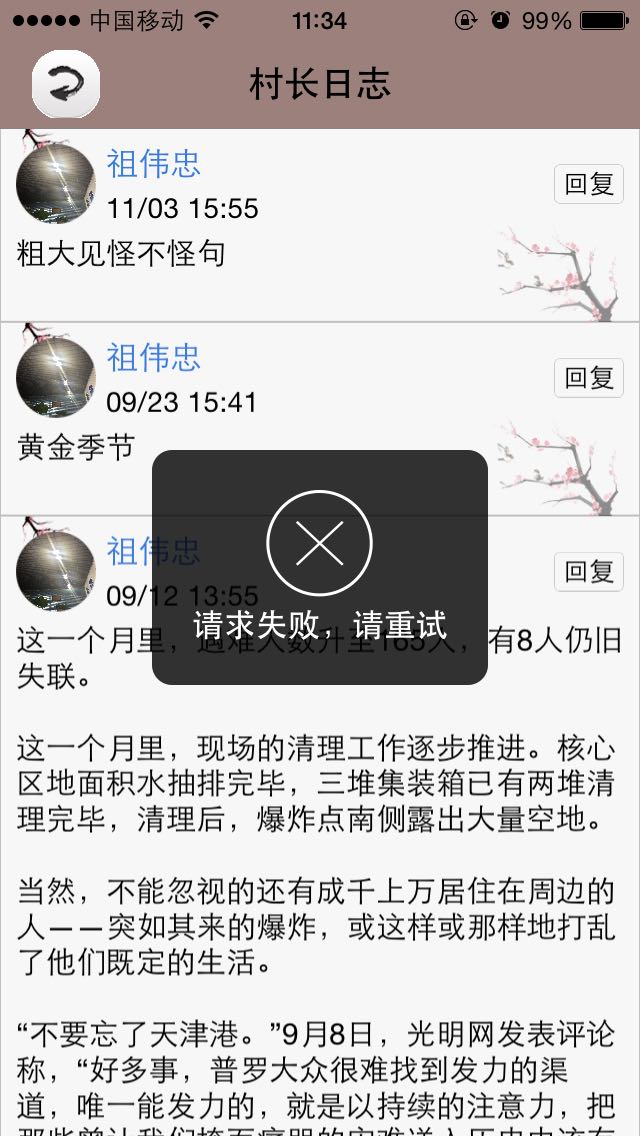 中国移动 11:34 99%
村长日志
祖伟忠
11/03 15:55
回复
粗大见怪不怪句
祖伟忠
09/23 15:41
回复
黄金季节
祖伟忠
09/12 13:55
回复
请求失败，请重试
这一个月里，遇难人数升至165人，有8人仍旧
失联。
这一个月里，现场的清理工作逐步推进。核心
区地面积水抽排完毕，三堆集装箱已有两堆清
理完毕，清理后，爆炸点南侧露出大量空地。
当然，不能忽视的还有成千上万居住在周边的
人——突如其来的爆炸，或这样或那样地打乱
了他们既定的生活。
“不要忘了天津港。”9月8日，光明网发表评论
称，“好多事，普罗大众很难找到发力的渠
道，唯一能发力的，就是以持续的注意力，把